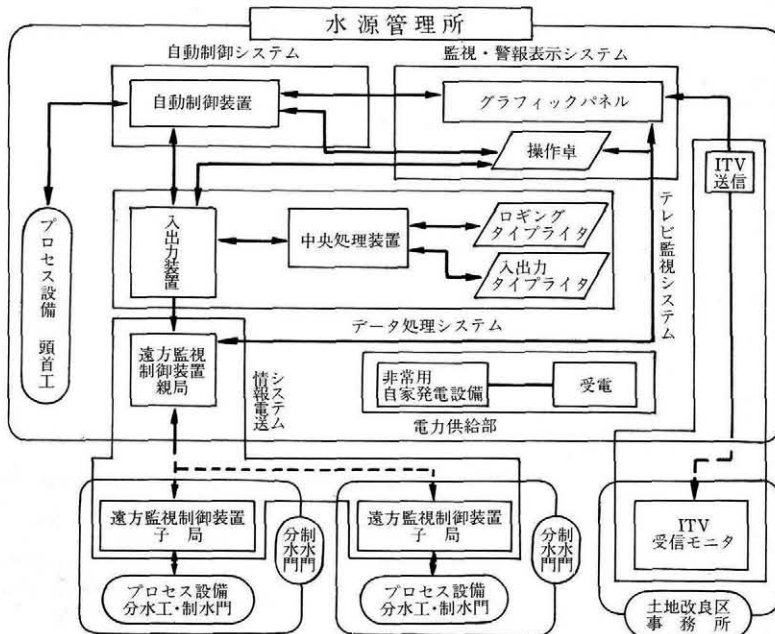 水源管理所
自動制御システム
監視・警報表示システム
自動制御装置
グラフィックパネル
操作卓
ITV
送信
プロセス設備 頭首工
入出力装置
中央処理装置
ロギング
タイプライタ
入出力
タイプライタ
テレビ監視システム
データ処理システム
遠方監視
制御装置
親局
情報電送
システム
非常用
自家発電設備
受電
電力供給部
遠方監視制御装置
子局
分水門
制水門
プロセス設備
分水工・制水門
遠方監視制御装置
子局
分水門
制水門
プロセス設備
分水工・制水門
ITV
受信モニタ
土地改良区
事務所